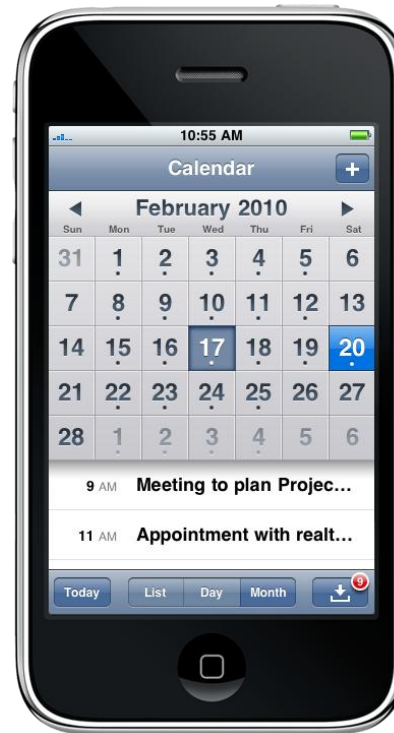 10:55 AM
Calendar +
February 2010
Sun Mon Tue Wed Thu Fri Sat
31 1 2 3 4 5 6
7 8 9 10 11 12 13
14 15 16 17 18 19 20
21 22 23 24 25 26 27
28 1 2 3 4 5 6
9 AM Meeting to plan Projec...
11 AM Appointment with realt...
Today List Day Month 9